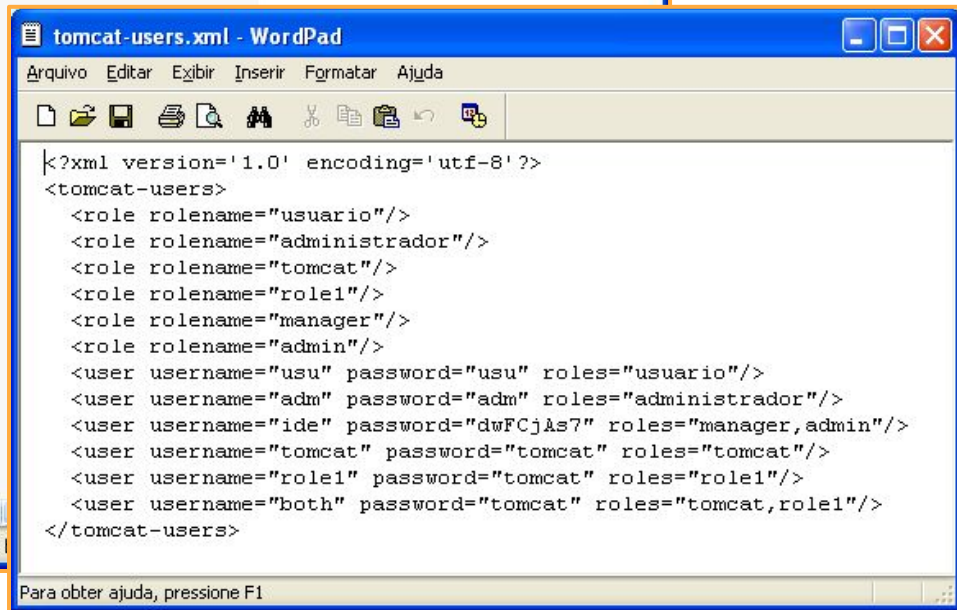 tomcat-users.xml - WordPad
Arquivo Editar Exibir Inserir Formatar Ajuda
<?xml version='1.0' encoding='utf-8'?>
<tomcat-users>
<role rolename="usuario"/>
<role rolename="administrador"/>
<role rolename="tomcat"/>
<role rolename="role1"/>
<role rolename="manager"/>
<role rolename="admin"/>
<user username="usu" password="usu" roles="usuario"/>
<user username="adm" password="adm" roles="administrador"/>
<user username="ide" password="dwFCjAs7" roles="manager,admin"/>
<user username="tomcat" password="tomcat" roles="tomcat"/>
<user username="role1" password="tomcat" roles="role1"/>
<user username="both" password="tomcat" roles="tomcat,role1"/>
</tomcat-users>
Para obter ajuda, pressione F1